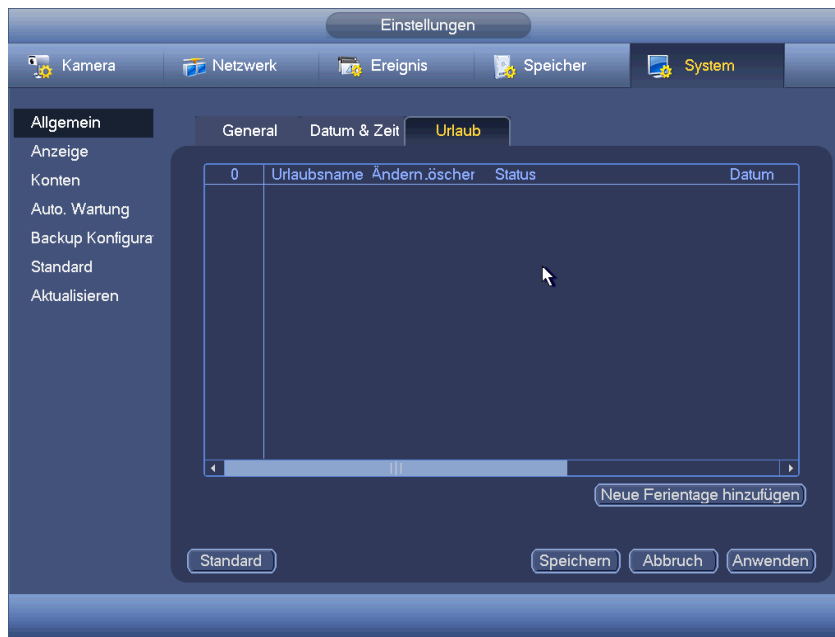 Einstellungen
Kamera Netzwerk Ereignis Speicher System
Allgemein
Anzeige
Konten
Auto. Wartung
Backup Konfigura
Standard
Aktualisieren
General Datum & Zeit Urlaub
0 Urlaubsname Ändern.öscher Status Datum
Neue Ferientage hinzufügen
Standard Speichern Abbruch Anwenden